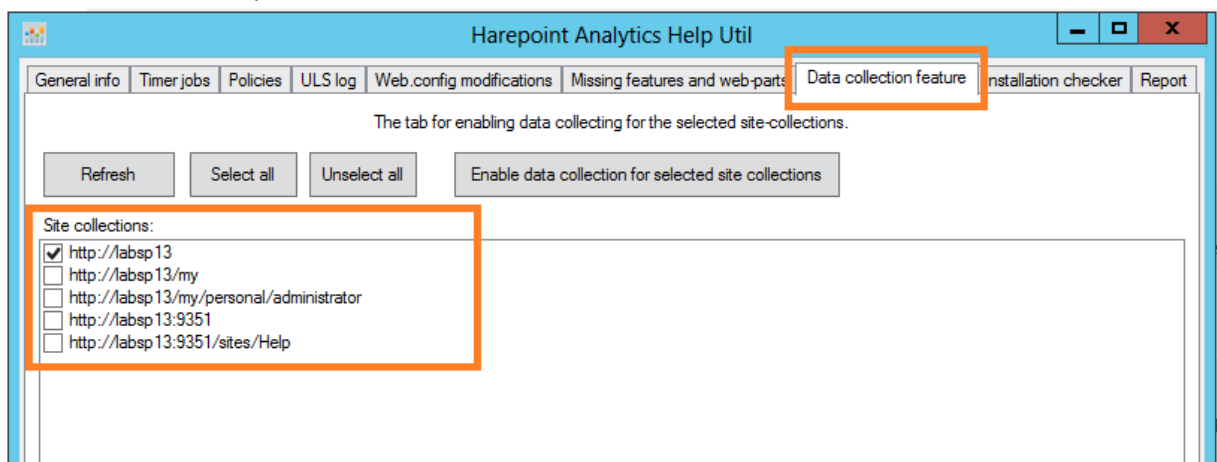 Harepoint Analytics Help Util
General info Timer jobs Policies ULS log Web.config modifications Missing features and web-parts Data collection feature nstallation checker Report
The tab for enabling data collecting for the selected site-collections.
Refresh Select all Unselect all Enable data collection for selected site collections
Site collections:
http://labsp13
http://labsp13/my
http://labsp13/my/personal/administrator
http://labsp13:9351
http://labsp13:9351/sites/Help